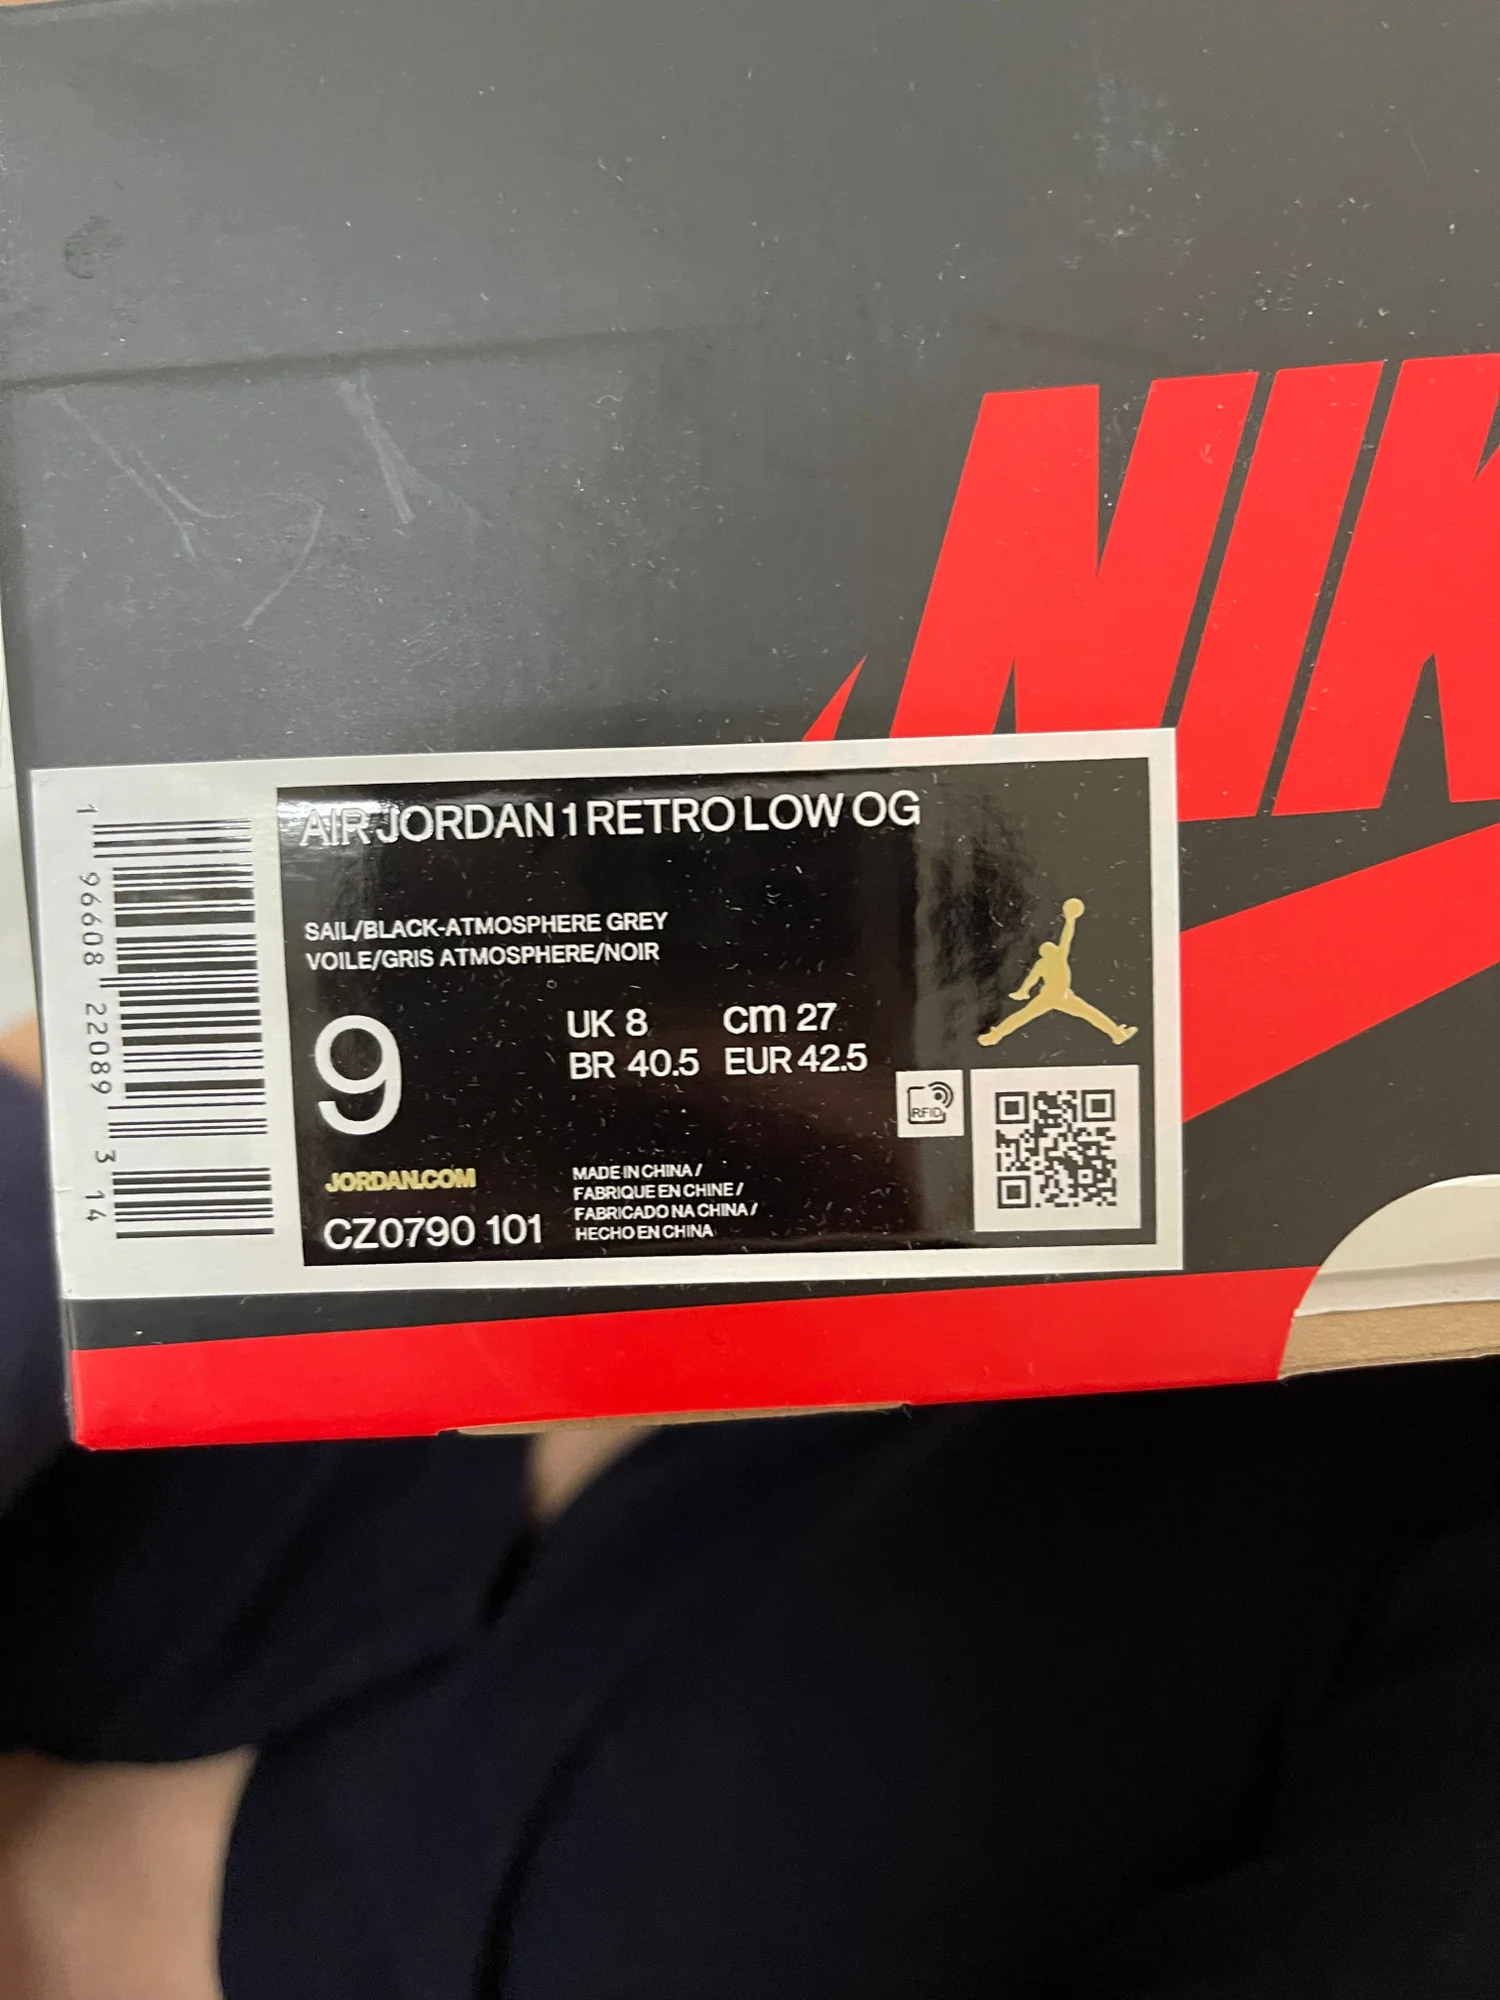 NIK
AIR JORDAN 1 RETRO LOW OG
SAIL/BLACK-ATMOSPHERE GREY
VOILE/GRIS ATMOSPHERE/NOIR
9
UK 8 cm 27
BR 40.5 EUR 42.5
RFID
JORDAN.COM
CZ0790 101
MADE IN CHINA /
FABRIQUE EN CHINE /
FABRICADO NA CHINA /
HECHO EN CHINA
1 96608 22089 3 14